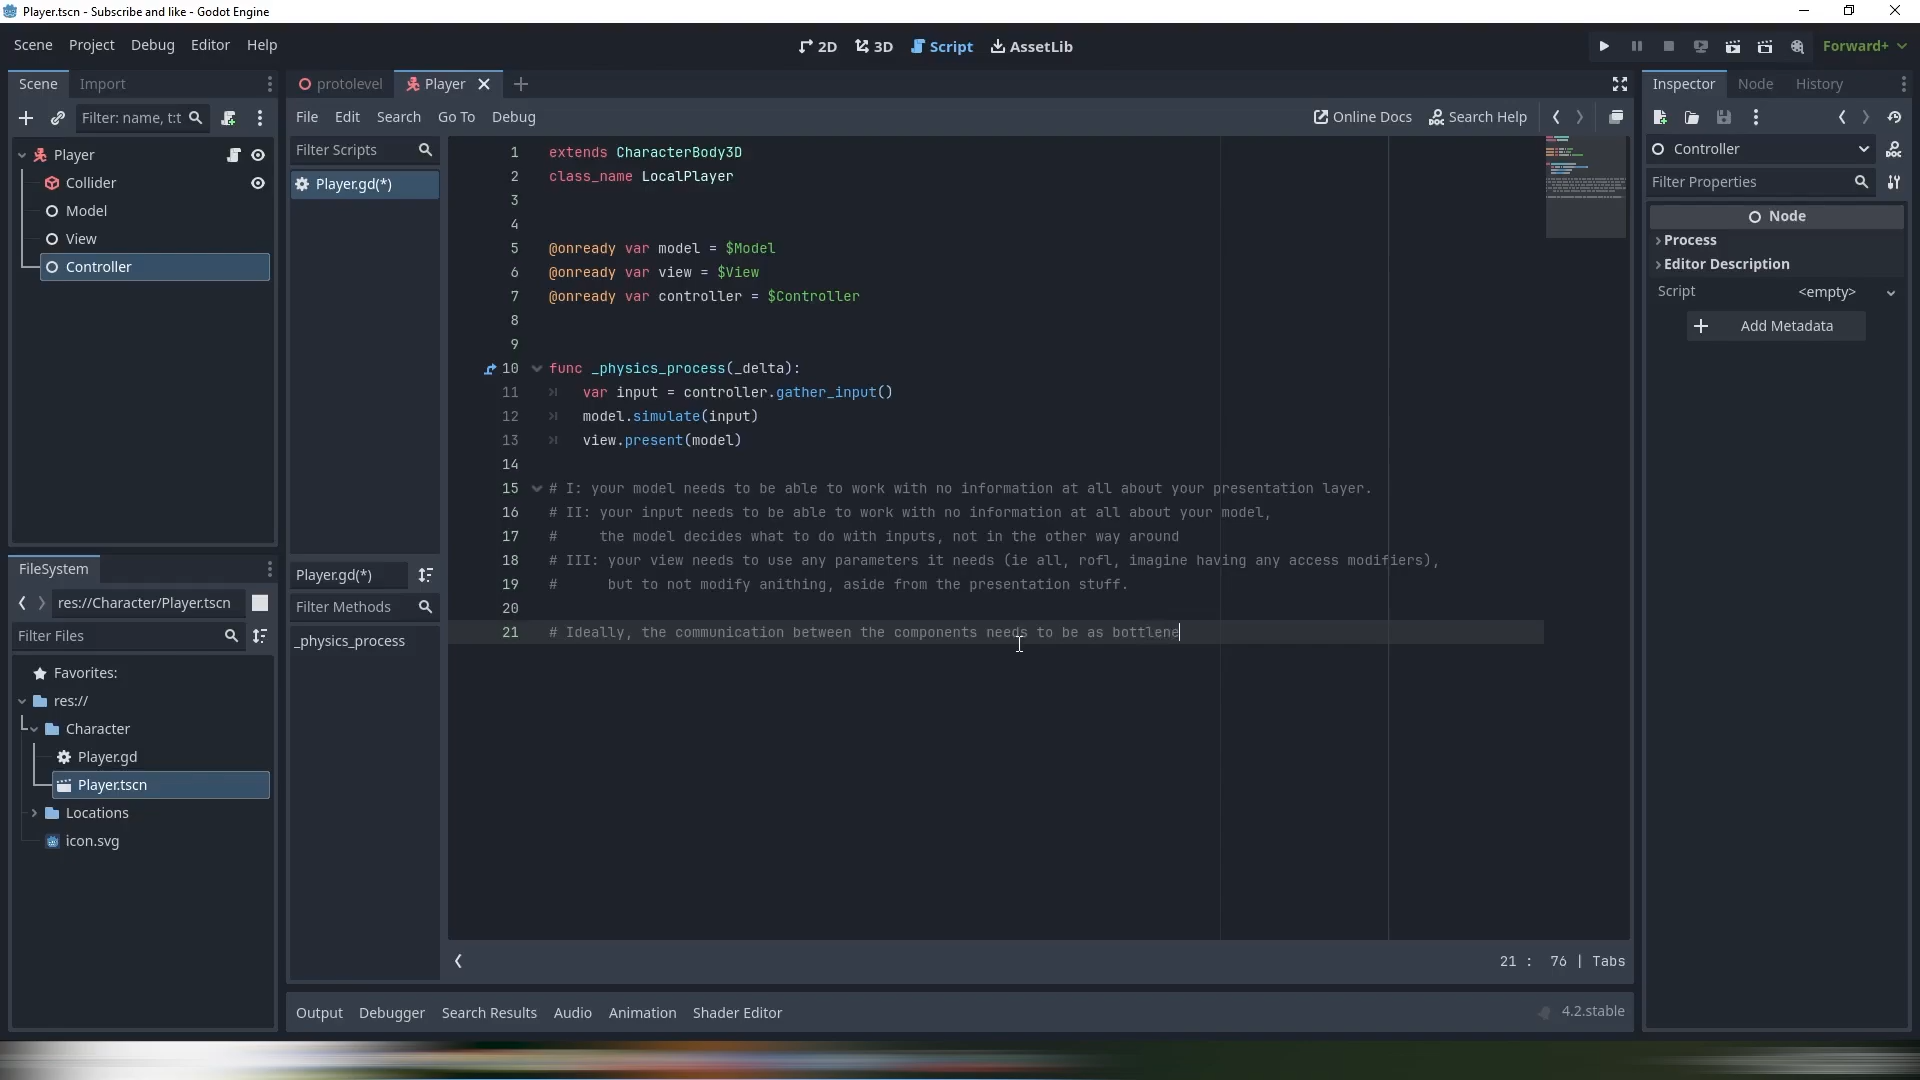 Player.tscn - Subscribe and like - Godot Engine
Scene Project Debug Editor Help
2D 3D Script AssetLib
Forward+
Scene Import
Filter: name, t:t
Player
Collider
Model
View
Controller
FileSystem
res://Character/Player.tscn
Filter Files
Favorites:
res://
Character
Player.gd
Player.tscn
Locations
icon.svg
protolevel Player
File Edit Search Go To Debug
Online Docs Search Help
Filter Scripts
Player.gd(*)
Player.gd(*)
Filter Methods
_physics_process
1 extends CharacterBody3D
2 class_name LocalPlayer
3
4
5 @onready var model = $Model
6 @onready var view = $View
7 @onready var controller = $Controller
8
9
10 func _physics_process(_delta):
11 var input = controller.gather_input()
12 model.simulate(input)
13 view.present(model)
14
15 # I: your model needs to be able to work with no information at all about your presentation layer.
16 # II: your input needs to be able to work with no information at all about your model,
17 # the model decides what to do with inputs, not in the other way around
18 # III: your view needs to use any parameters it needs (ie all, rofl, imagine having any access modifiers),
19 # but to not modify anithing, aside from the presentation stuff.
20
21 # Ideally, the communication between the components needs to be as bottlene
21 : 76 | Tabs
Output Debugger Search Results Audio Animation Shader Editor
4.2.stable
Inspector Node History
Controller
Filter Properties
Node
Process
Editor Description
Script <empty>
Add Metadata